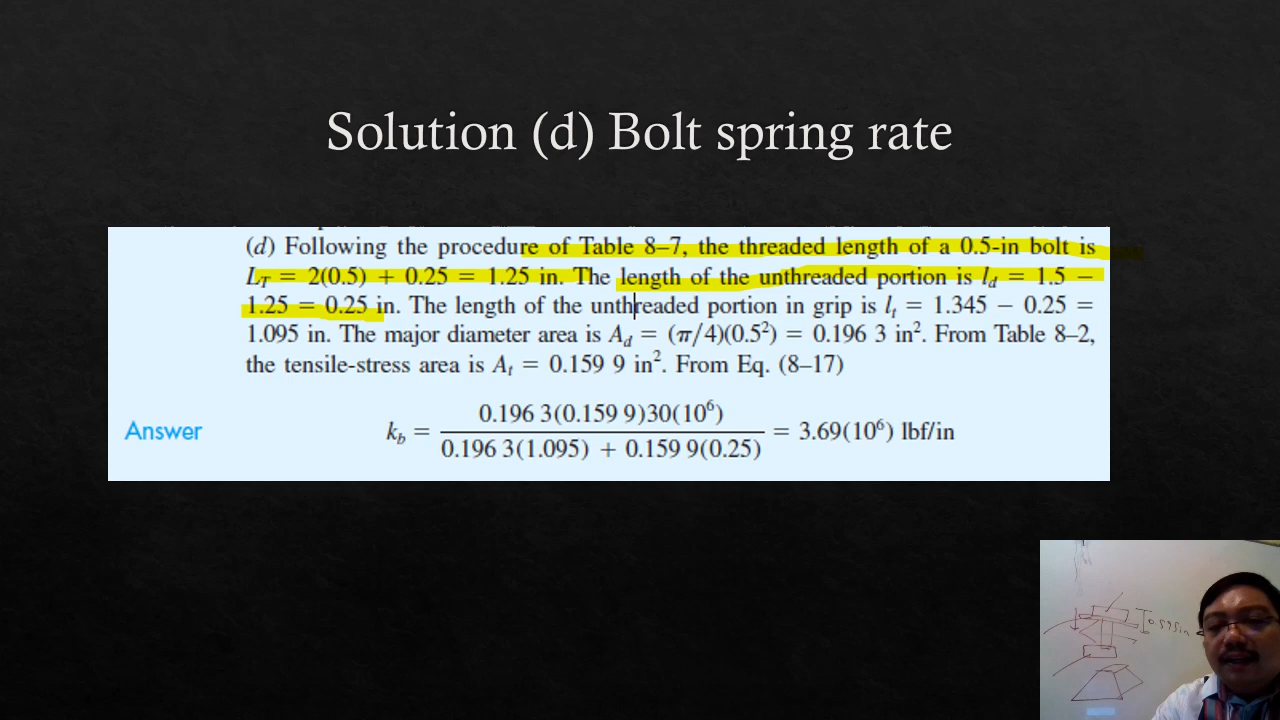 Solution (d) Bolt spring rate
(d) Following the procedure of Table 8–7, the threaded length of a 0.5-in bolt is
L_T = 2(0.5) + 0.25 = 1.25 in. The length of the unthreaded portion is l_d = 1.5 −
1.25 = 0.25 in. The length of the unthreaded portion in grip is l_t = 1.345 − 0.25 =
1.095 in. The major diameter area is A_d = (π/4)(0.5²) = 0.196 3 in². From Table 8–2,
the tensile-stress area is A_t = 0.159 9 in². From Eq. (8–17)
Answer
k_b = 0.196 3(0.159 9)30(10⁶) / 0.196 3(1.095) + 0.159 9(0.25) = 3.69(10⁶) lbf/in